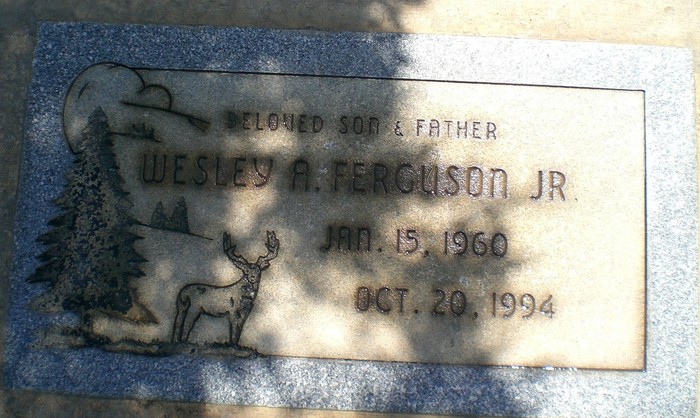 BELOVED SON & FATHER
WESLEY A. FERGUSON JR.
JAN. 15, 1960
OCT. 20, 1994